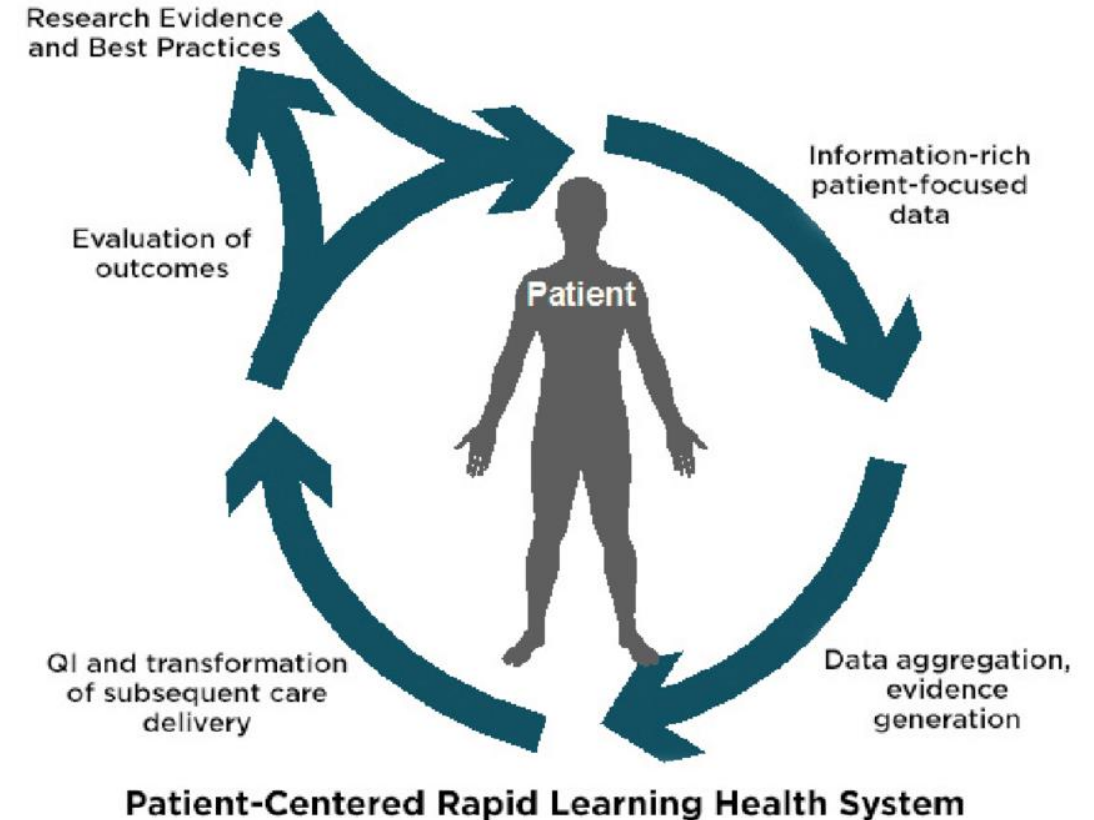 Research Evidence
and Best Practices
Information-rich
patient-focused
data
Evaluation of
outcomes
Patient
QI and transformation
of subsequent care
delivery
Data aggregation,
evidence
generation
Patient-Centered Rapid Learning Health System